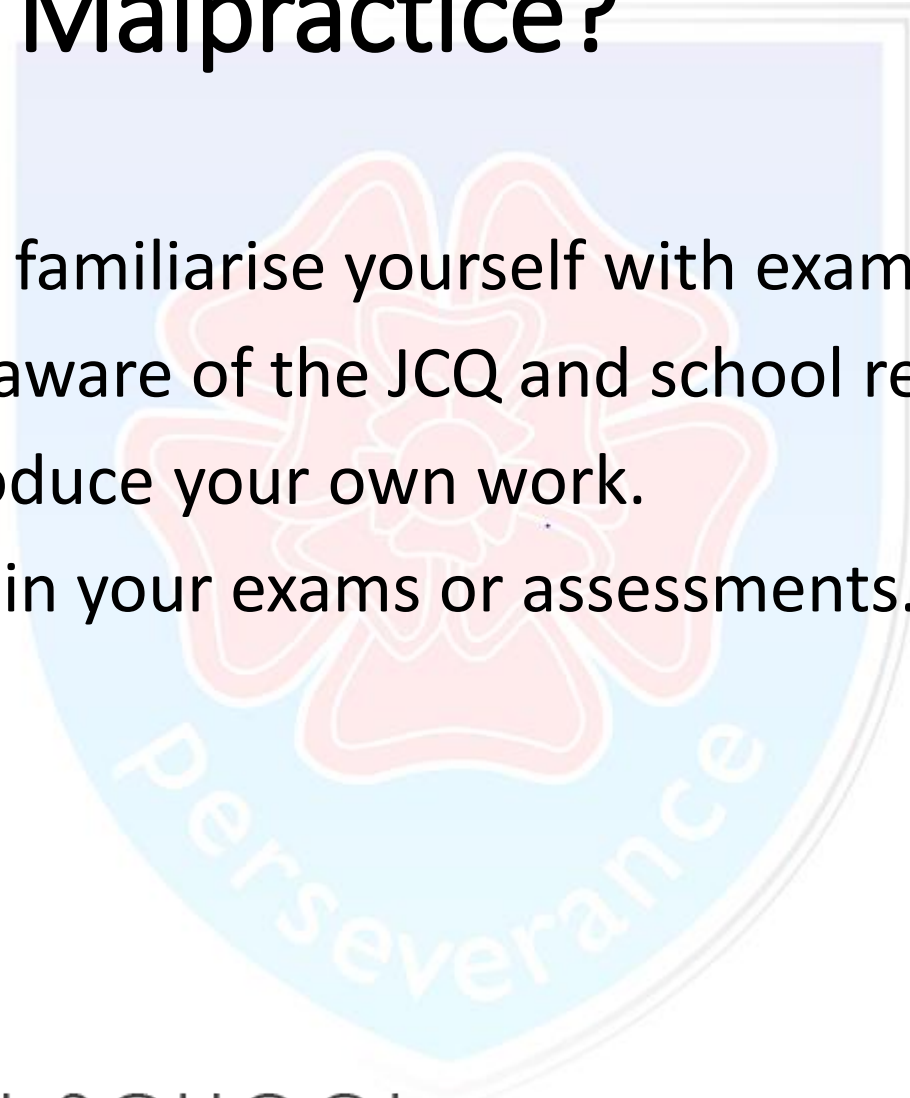 Malpractice?
familiarise yourself with exam
aware of the JCQ and school re
oduce your own work.
in your exams or assessments.
Perseverance